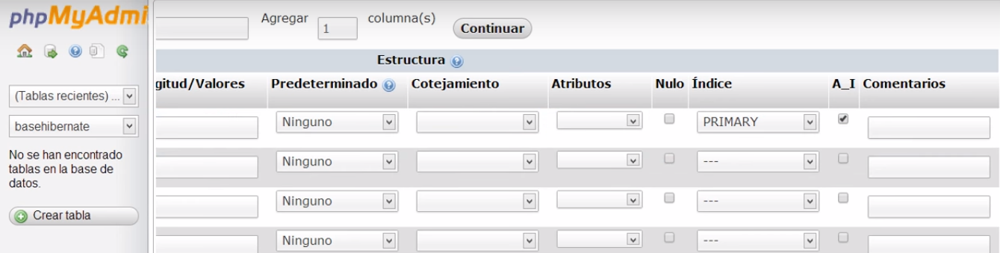 phpMyAdmi
(Tablas recientes) ...
basehibernate
No se han encontrado
tablas en la base de
datos.
Crear tabla
Agregar 1 columna(s) Continuar
Estructura
gitud/Valores Predeterminado Cotejamiento Atributos Nulo Índice A_I Comentarios
Ninguno PRIMARY
Ninguno ---
Ninguno ---
Ninguno ---